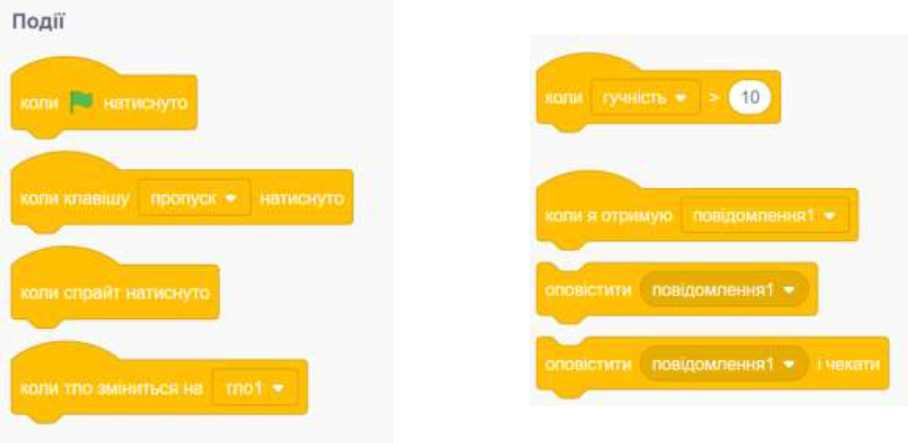 Події
коли натиснуто
коли клавішу пропуск натиснуто
коли спрайт натиснуто
коли тло зміниться на тло1
коли гучність > 10
коли я отримую повідомлення1
оповістити повідомлення1
оповістити повідомлення1 і чекати